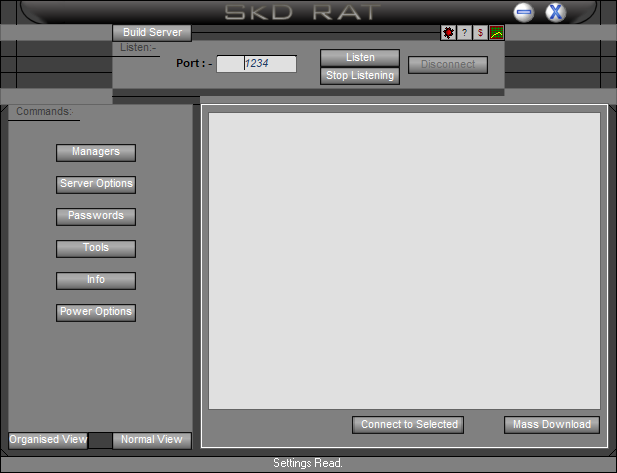 SKD RAT
Build Server
? $
Listen:-
Port : - 1234
Listen
Stop Listening
Disconnect
Commands:-
Managers
Server Options
Passwords
Tools
Info
Power Options
Organised View
Normal View
Connect to Selected
Mass Download
Settings Read.